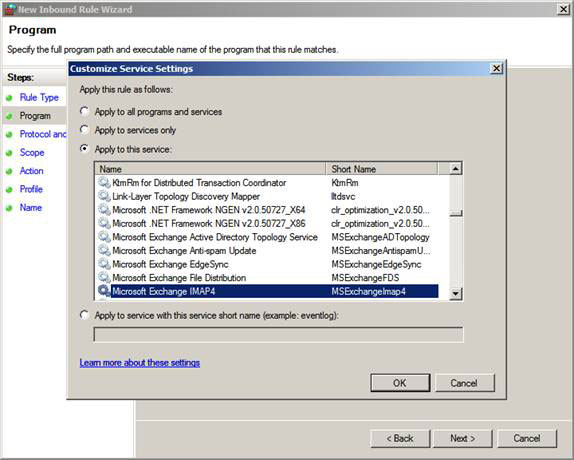 New Inbound Rule Wizard
Program
Specify the full program path and executable name of the program that this rule matches.
Steps:
Rule Type
Program
Protocol and
Scope
Action
Profile
Name
Customize Service Settings
Apply this rule as follows:
Apply to all programs and services
Apply to services only
Apply to this service:
Name Short Name
KtmRm for Distributed Transaction Coordinator KtmRm
Link-Layer Topology Discovery Mapper lltdsvc
Microsoft .NET Framework NGEN v2.0.50727_X64 clr_optimization_v2.0.50...
Microsoft .NET Framework NGEN v2.0.50727_X86 clr_optimization_v2.0.50...
Microsoft Exchange Active Directory Topology Service MSExchangeADTopology
Microsoft Exchange Anti-spam Update MSExchangeAntispamU...
Microsoft Exchange EdgeSync MSExchangeEdgeSync
Microsoft Exchange File Distribution MSExchangeFDS
Microsoft Exchange IMAP4 MSExchangeImap4
Apply to service with this service short name (example: eventlog):
Learn more about these settings
OK Cancel
< Back Next > Cancel